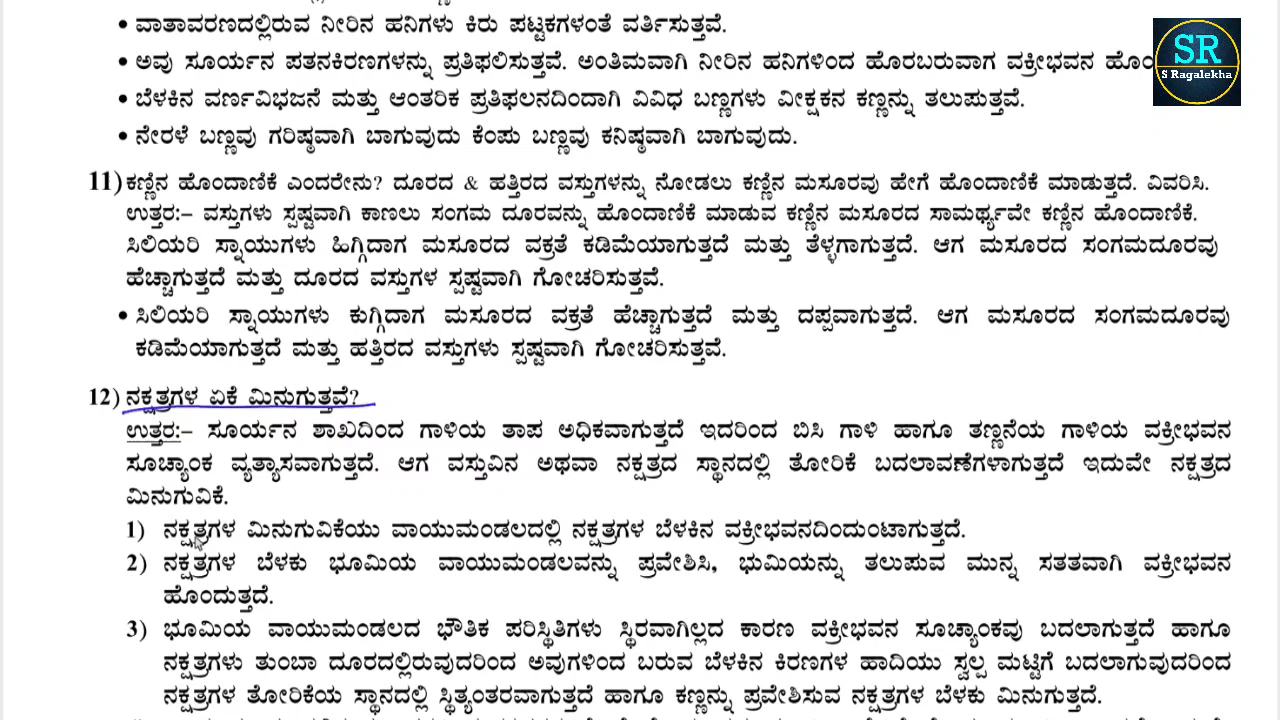 • ವಾತಾವರಣದಲ್ಲಿರುವ ನೀರಿನ ಹನಿಗಳು ಕಿರು ಪಟ್ಟಕಗಳಂತೆ ವರ್ತಿಸುತ್ತವೆ.
• ಅವು ಸೂರ್ಯನ ಪತನಕಿರಣಗಳನ್ನು ಪ್ರತಿಫಲಿಸುತ್ತವೆ. ಅಂತಿಮವಾಗಿ ನೀರಿನ ಹನಿಗಳಿಂದ ಹೊರಬರುವಾಗ ವಕ್ರೀಭವನ
SR
S Ragalekha
• ಬೆಳಕಿನ ವರ್ಣವಿಭಜನೆ ಮತ್ತು ಆಂತರಿಕ ಪ್ರತಿಫಲನದಿಂದಾಗಿ ವಿವಿಧ ಬಣ್ಣಗಳು ವೀಕ್ಷಕನ ಕಣ್ಣನ್ನು ತಲುಪುತ್ತವೆ.
• ನೇರಳೆ ಬಣ್ಣವು ಗರಿಷ್ಠವಾಗಿ ಬಾಗುವುದು ಕೆಂಪು ಬಣ್ಣವು ಕನಿಷ್ಠವಾಗಿ ಬಾಗುವುದು.
11) ಕಣ್ಣಿನ ಹೊಂದಾಣಿಕೆ ಎಂದರೇನು? ದೂರದ & ಹತ್ತಿರದ ವಸ್ತುಗಳನ್ನು ನೋಡಲು ಕಣ್ಣಿನ ಮಸೂರವು ಹೇಗೆ ಹೊಂದಾಣಿಕೆ ಮಾಡುತ್ತದೆ. ವಿವರಿಸಿ.
ಉತ್ತರ:– ವಸ್ತುಗಳು ಸ್ಪಷ್ಟವಾಗಿ ಕಾಣಲು ಸಂಗಮ ದೂರವನ್ನು ಹೊಂದಾಣಿಕೆ ಮಾಡುವ ಕಣ್ಣಿನ ಮಸೂರದ ಸಾಮರ್ಥ್ಯವೇ ಕಣ್ಣಿನ ಹೊಂದಾಣಿಕೆ.
ಸಿಲಿಯರಿ ಸ್ನಾಯುಗಳು ಹಿಗ್ಗಿದಾಗ ಮಸೂರದ ವಕ್ರತೆ ಕಡಿಮೆಯಾಗುತ್ತದೆ ಮತ್ತು ತೆಳ್ಳಗಾಗುತ್ತದೆ. ಆಗ ಮಸೂರದ ಸಂಗಮದೂರವು
ಹೆಚ್ಚಾಗುತ್ತದೆ ಮತ್ತು ದೂರದ ವಸ್ತುಗಳ ಸ್ಪಷ್ಟವಾಗಿ ಗೋಚರಿಸುತ್ತವೆ.
• ಸಿಲಿಯರಿ ಸ್ನಾಯುಗಳು ಕುಗ್ಗಿದಾಗ ಮಸೂರದ ವಕ್ರತೆ ಹೆಚ್ಚಾಗುತ್ತದೆ ಮತ್ತು ದಪ್ಪವಾಗುತ್ತದೆ. ಆಗ ಮಸೂರದ ಸಂಗಮದೂರವು
ಕಡಿಮೆಯಾಗುತ್ತದೆ ಮತ್ತು ಹತ್ತಿರದ ವಸ್ತುಗಳು ಸ್ಪಷ್ಟವಾಗಿ ಗೋಚರಿಸುತ್ತವೆ.
12) ನಕ್ಷತ್ರಗಳ ಏಕೆ ಮಿನುಗುತ್ತವೆ?
ಉತ್ತರ:– ಸೂರ್ಯನ ಶಾಖದಿಂದ ಗಾಳಿಯ ತಾಪ ಅಧಿಕವಾಗುತ್ತದೆ ಇದರಿಂದ ಬಿಸಿ ಗಾಳಿ ಹಾಗೂ ತಣ್ಣನೆಯ ಗಾಳಿಯ ವಕ್ರೀಭವನ
ಸೂಚ್ಯಾಂಕ ವ್ಯತ್ಯಾಸವಾಗುತ್ತದೆ. ಆಗ ವಸ್ತುವಿನ ಅಥವಾ ನಕ್ಷತ್ರದ ಸ್ಥಾನದಲ್ಲಿ ತೋರಿಕೆ ಬದಲಾವಣೆಗಳಾಗುತ್ತದೆ ಇದುವೇ ನಕ್ಷತ್ರದ
ಮಿನುಗುವಿಕೆ.
1) ನಕ್ಷತ್ರಗಳ ಮಿನುಗುವಿಕೆಯು ವಾಯುಮಂಡಲದಲ್ಲಿ ನಕ್ಷತ್ರಗಳ ಬೆಳಕಿನ ವಕ್ರೀಭವನದಿಂದುಂಟಾಗುತ್ತದೆ.
2) ನಕ್ಷತ್ರಗಳ ಬೆಳಕು ಭೂಮಿಯ ವಾಯುಮಂಡಲವನ್ನು ಪ್ರವೇಶಿಸಿ, ಭುಮಿಯನ್ನು ತಲುಪುವ ಮುನ್ನ ಸತತವಾಗಿ ವಕ್ರೀಭವನ
ಹೊಂದುತ್ತದೆ.
3) ಭೂಮಿಯ ವಾಯುಮಂಡಲದ ಭೌತಿಕ ಪರಿಸ್ಥಿತಿಗಳು ಸ್ಥಿರವಾಗಿಲ್ಲದ ಕಾರಣ ವಕ್ರೀಭವನ ಸೂಚ್ಯಾಂಕವು ಬದಲಾಗುತ್ತದೆ ಹಾಗೂ
ನಕ್ಷತ್ರಗಳು ತುಂಬಾ ದೂರದಲ್ಲಿರುವುದರಿಂದ ಅವುಗಳಿಂದ ಬರುವ ಬೆಳಕಿನ ಕಿರಣಗಳ ಹಾದಿಯು ಸ್ವಲ್ಪ ಮಟ್ಟಿಗೆ ಬದಲಾಗುವುದರಿಂದ
ನಕ್ಷತ್ರಗಳ ತೋರಿಕೆಯ ಸ್ಥಾನದಲ್ಲಿ ಸ್ಥಿತ್ಯಂತರವಾಗುತ್ತದೆ ಹಾಗೂ ಕಣ್ಣನ್ನು ಪ್ರವೇಶಿಸುವ ನಕ್ಷತ್ರಗಳ ಬೆಳಕು ಮಿನುಗುತ್ತದೆ.